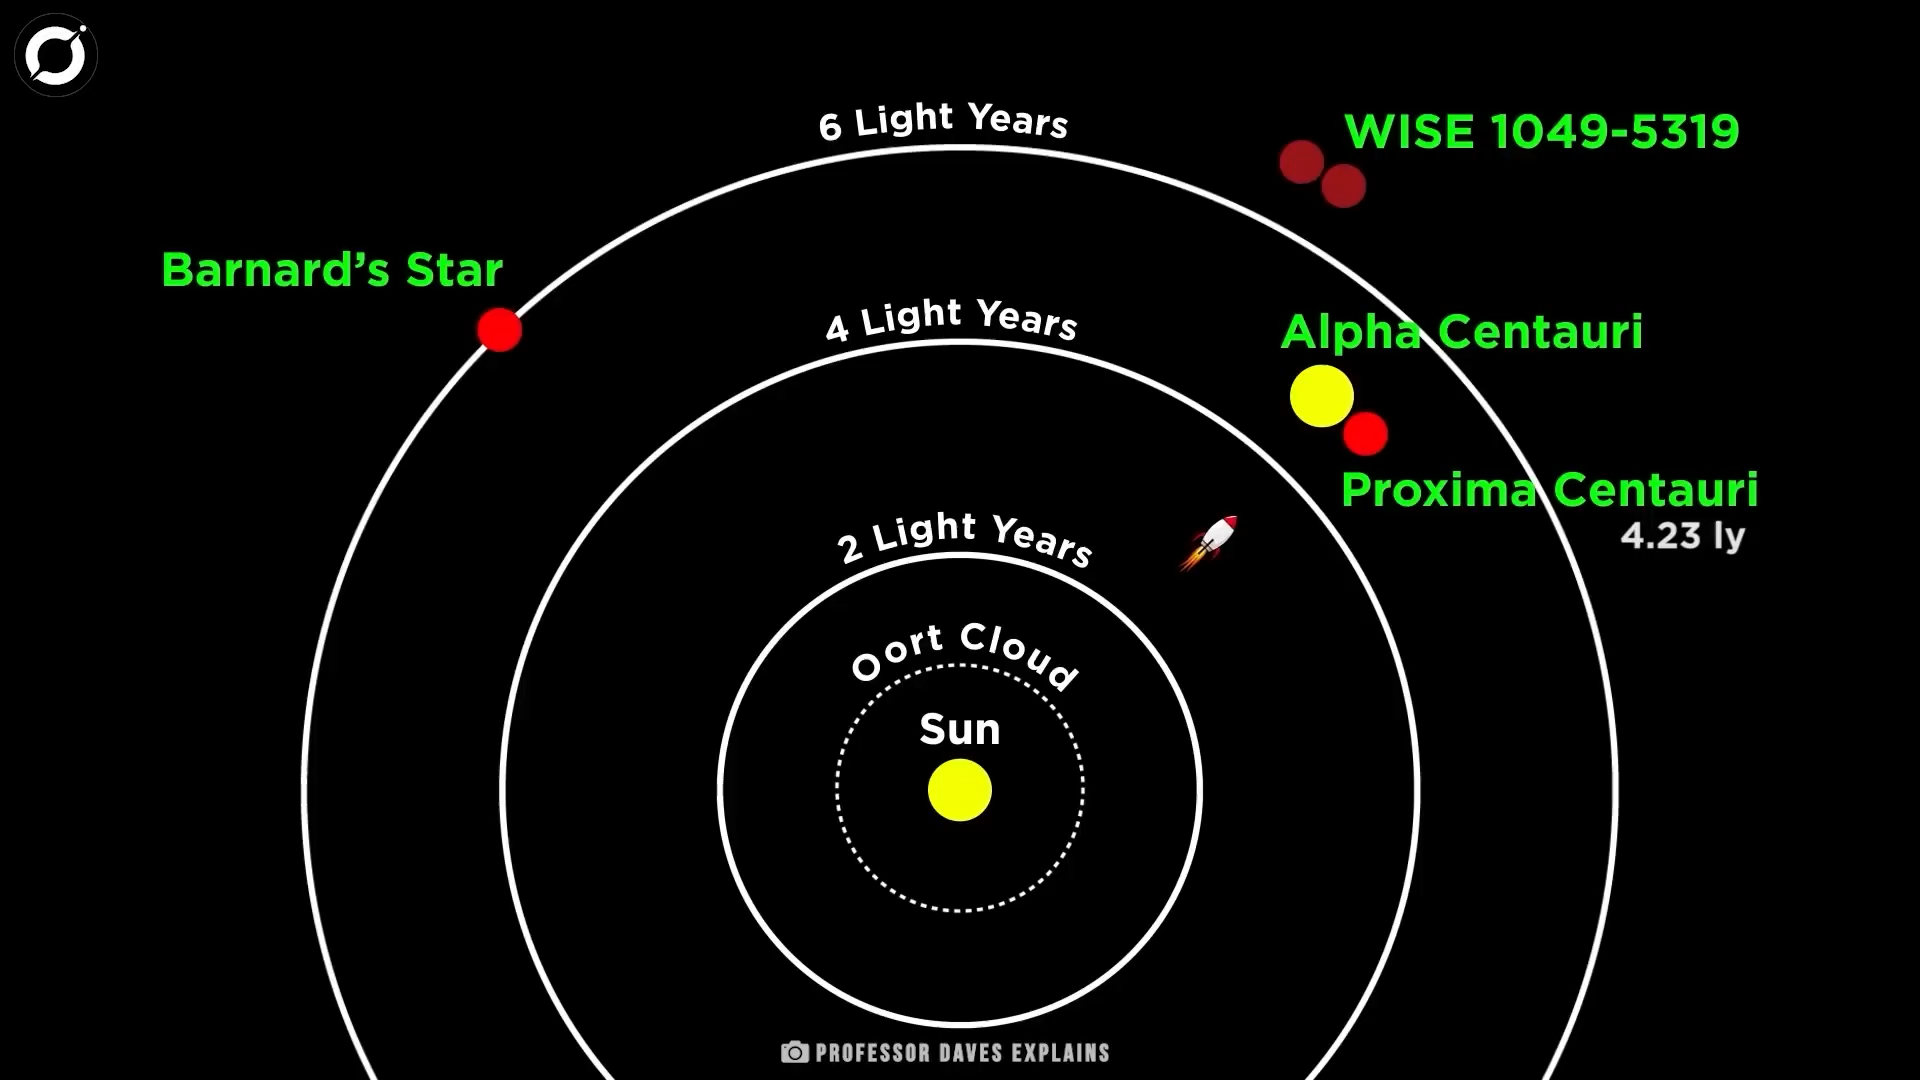 6 Light Years
WISE 1049-5319
Barnard’s Star
4 Light Years
Alpha Centauri
Proxima Centauri
4.23 ly
2 Light Years
Oort Cloud
Sun
PROFESSOR DAVES EXPLAINS